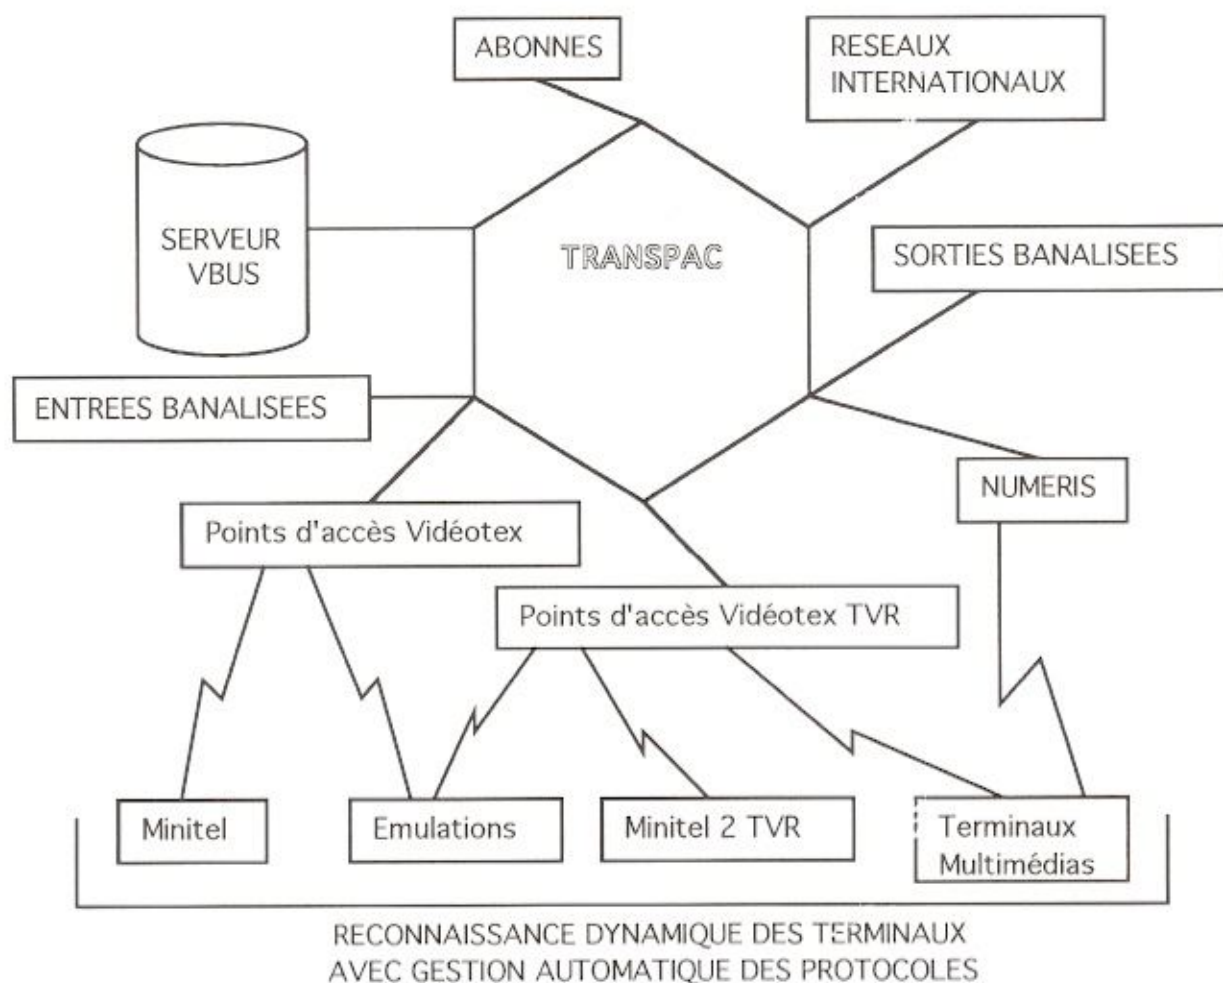 ABONNES
RESEAUX
INTERNATIONAUX
SERVEUR
VBUS
TRANSPAC
SORTIES BANALISEES
ENTREES BANALISEES
NUMERIS
Points d'accès Vidéotex
Points d'accès Vidéotex TVR
Minitel
Emulations
Minitel 2 TVR
Terminaux
Multimédias
RECONNAISSANCE DYNAMIQUE DES TERMINAUX
AVEC GESTION AUTOMATIQUE DES PROTOCOLES